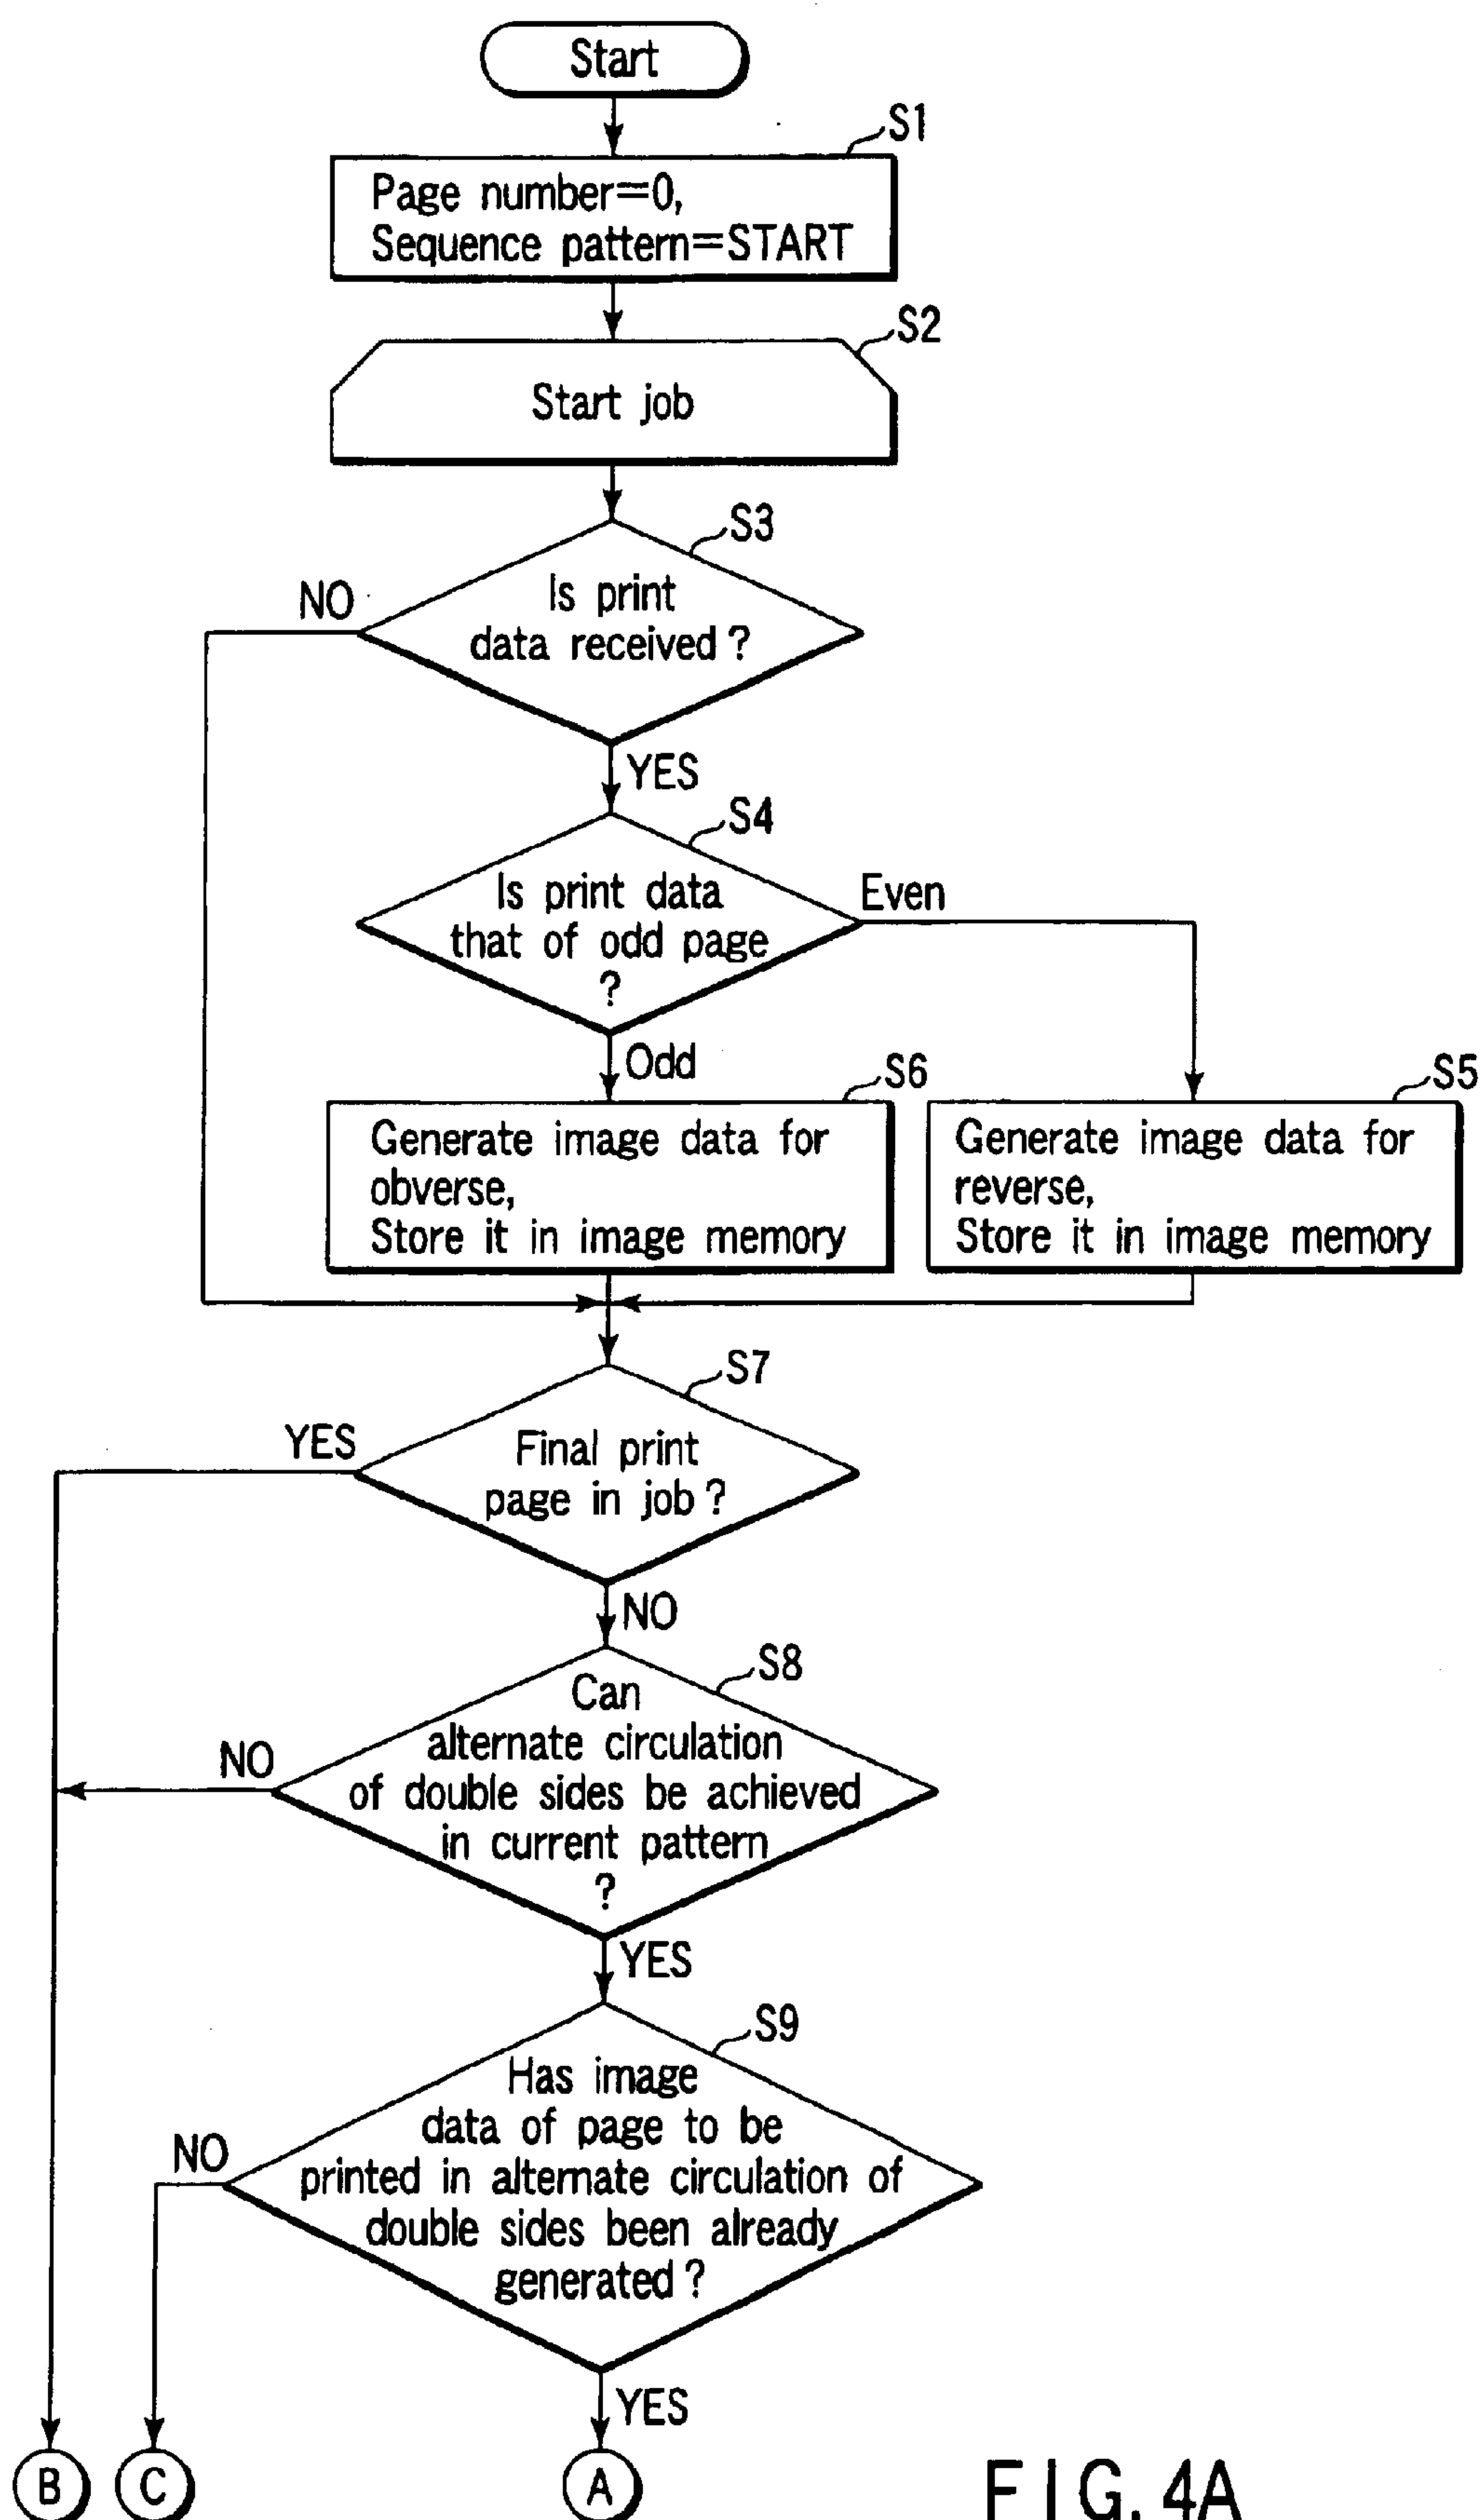 Start
S1
Page number=0,
Sequence pattern=START
S2
Start job
S3
Is print
data received ?
NO
YES
S4
Is print data
that of odd page
?
Even
Odd
S6
Generate image data for
obverse,
Store it in image memory
S5
Generate image data for
reverse,
Store it in image memory
S7
Final print
page in job ?
YES
NO
S8
Can
alternate circulation
of double sides be achieved
in current pattern
?
NO
YES
S9
Has image
data of page to be
printed in alternate circulation of
double sides been already
generated ?
NO
YES
B
C
A
FIG. 4A